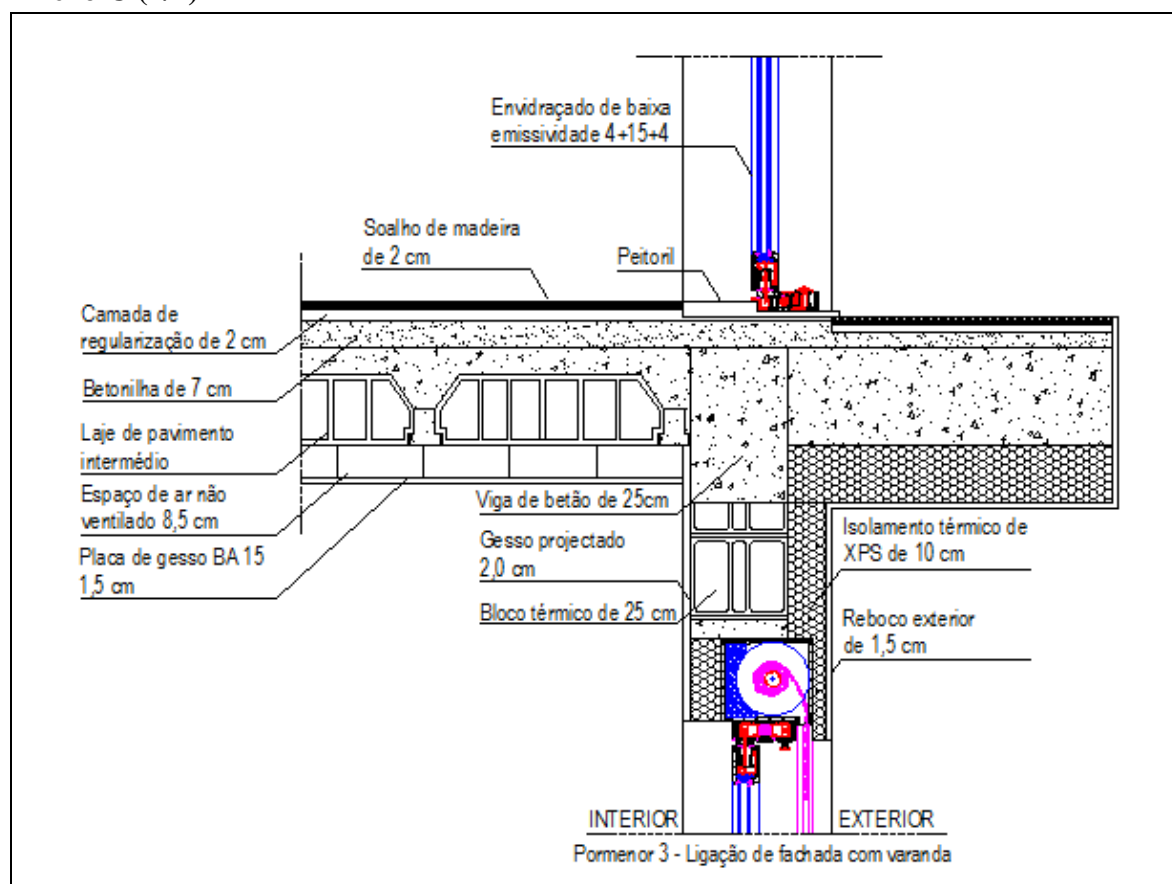 Envidraçado de baixa
emissividade 4+15+4
Soalho de madeira
de 2 cm
Peitoril
Camada de
regularização de 2 cm
Betonilha de 7 cm
Laje de pavimento
intermédio
Espaço de ar não
ventilado 8,5 cm
Placa de gesso BA 15
1,5 cm
Viga de betão de 25cm
Gesso projectado
2,0 cm
Bloco térmico de 25 cm
Isolamento térmico de
XPS de 10 cm
Reboco exterior
de 1,5 cm
INTERIOR
EXTERIOR
Pormenor 3 - Ligação de fachada com varanda